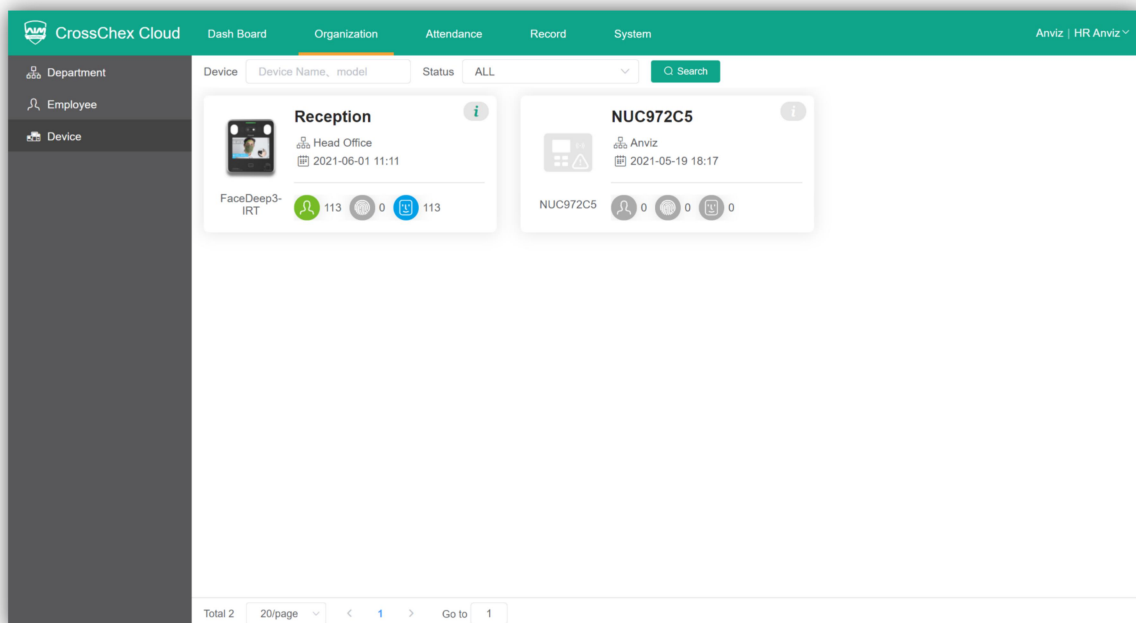 CrossChex Cloud Dash Board Organization Attendance Record System Anviz | HR Anviz
Department
Employee
Device
Device Device Name、model Status ALL Search
Reception
Head Office
2021-06-01 11:11
FaceDeep3-
IRT
113 0 113
NUC972C5
Anviz
2021-05-19 18:17
NUC972C5
0 0 0
Total 2 20/page < 1 > Go to 1